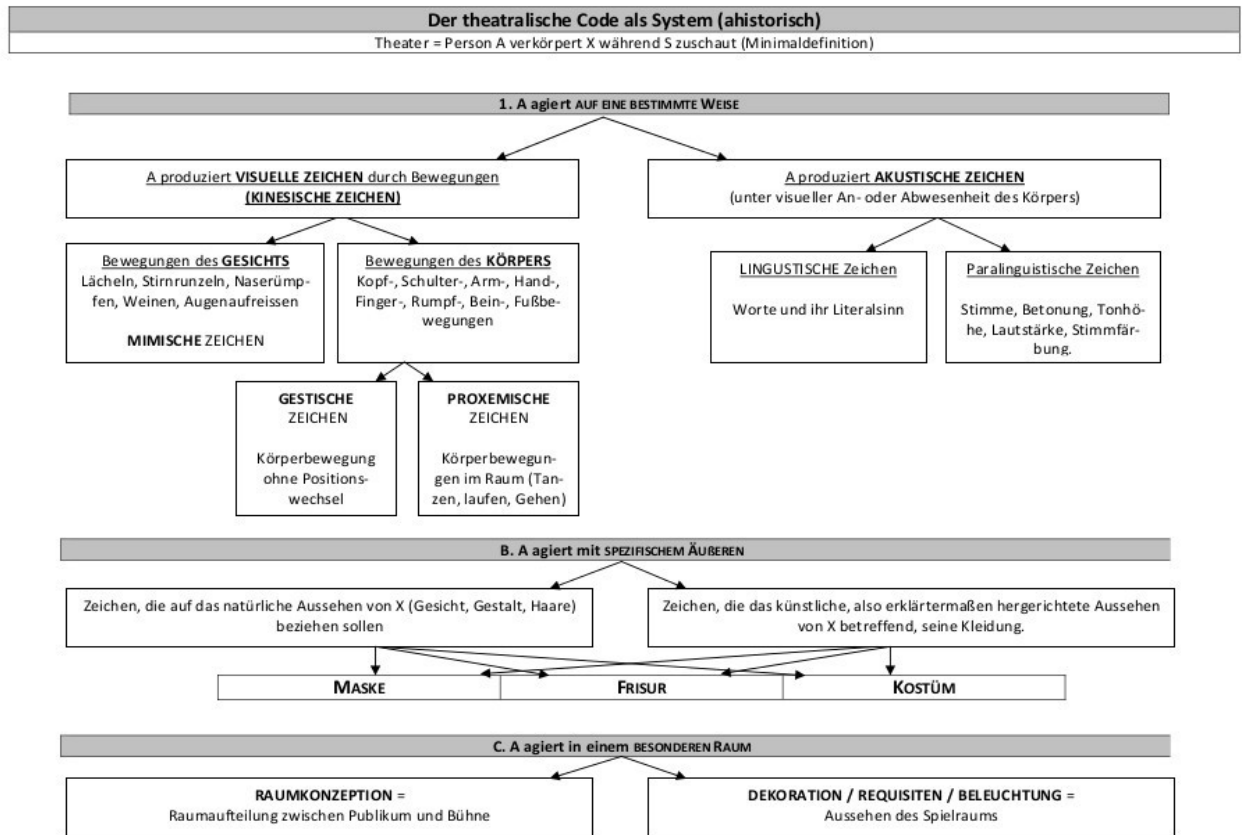 Der theatralische Code als System (ahistorisch)
Theater = Person A verkörpert X während S zuschaut (Minimaldefinition)
1. A agiert AUF EINE BESTIMMTE WEISE
A produziert VISUELLE ZEICHEN durch Bewegungen
(KINESISCHE ZEICHEN)
A produziert AKUSTISCHE ZEICHEN
(unter visueller An- oder Abwesenheit des Körpers)
Bewegungen des GESICHTS
Lächeln, Stirnrunzeln, Naserümp-
fen, Weinen, Augenaufreissen
MIMISCHE ZEICHEN
Bewegungen des KÖRPERS
Kopf-, Schulter-, Arm-, Hand-,
Finger-, Rumpf-, Bein-, Fußbe-
wegungen
LINGUSTISCHE Zeichen
Worte und ihr Literalsinn
Paralinguistische Zeichen
Stimme, Betonung, Tonhö-
he, Lautstärke, Stimmfär-
bung.
GESTISCHE
ZEICHEN
Körperbewegung
ohne Positions-
wechsel
PROXEMISCHE
ZEICHEN
Körperbewegun-
gen im Raum (Tan-
zen, laufen, Gehen)
B. A agiert mit SPEZIFISCHEM ÄUßEREN
Zeichen, die auf das natürliche Aussehen von X (Gesicht, Gestalt, Haare)
beziehen sollen
Zeichen, die das künstliche, also erklärtermaßen hergerichtete Aussehen
von X betreffend, seine Kleidung.
MASKE
FRISUR
KOSTÜM
C. A agiert in einem BESONDEREN RAUM
RAUMKONZEPTION =
Raumaufteilung zwischen Publikum und Bühne
DEKORATION / REQUISITEN / BELEUCHTUNG =
Aussehen des Spielraums